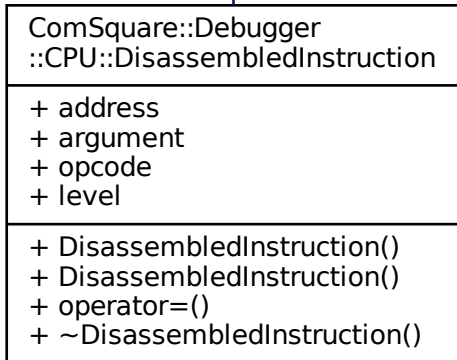 ComSquare::Debugger
::CPU::DisassembledInstruction
+ address
+ argument
+ opcode
+ level
+ DisassembledInstruction()
+ DisassembledInstruction()
+ operator=()
+ ~DisassembledInstruction()